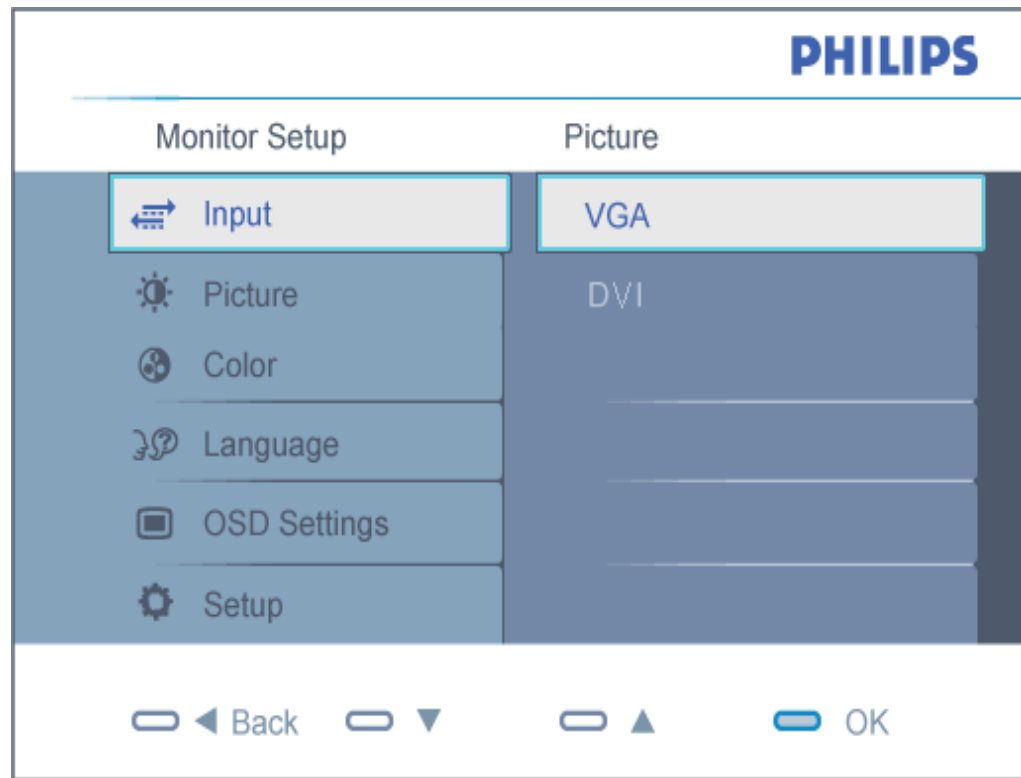 PHILIPS
Monitor Setup
Picture
Input
VGA
Picture
DVI
Color
Language
OSD Settings
Setup
Back
OK